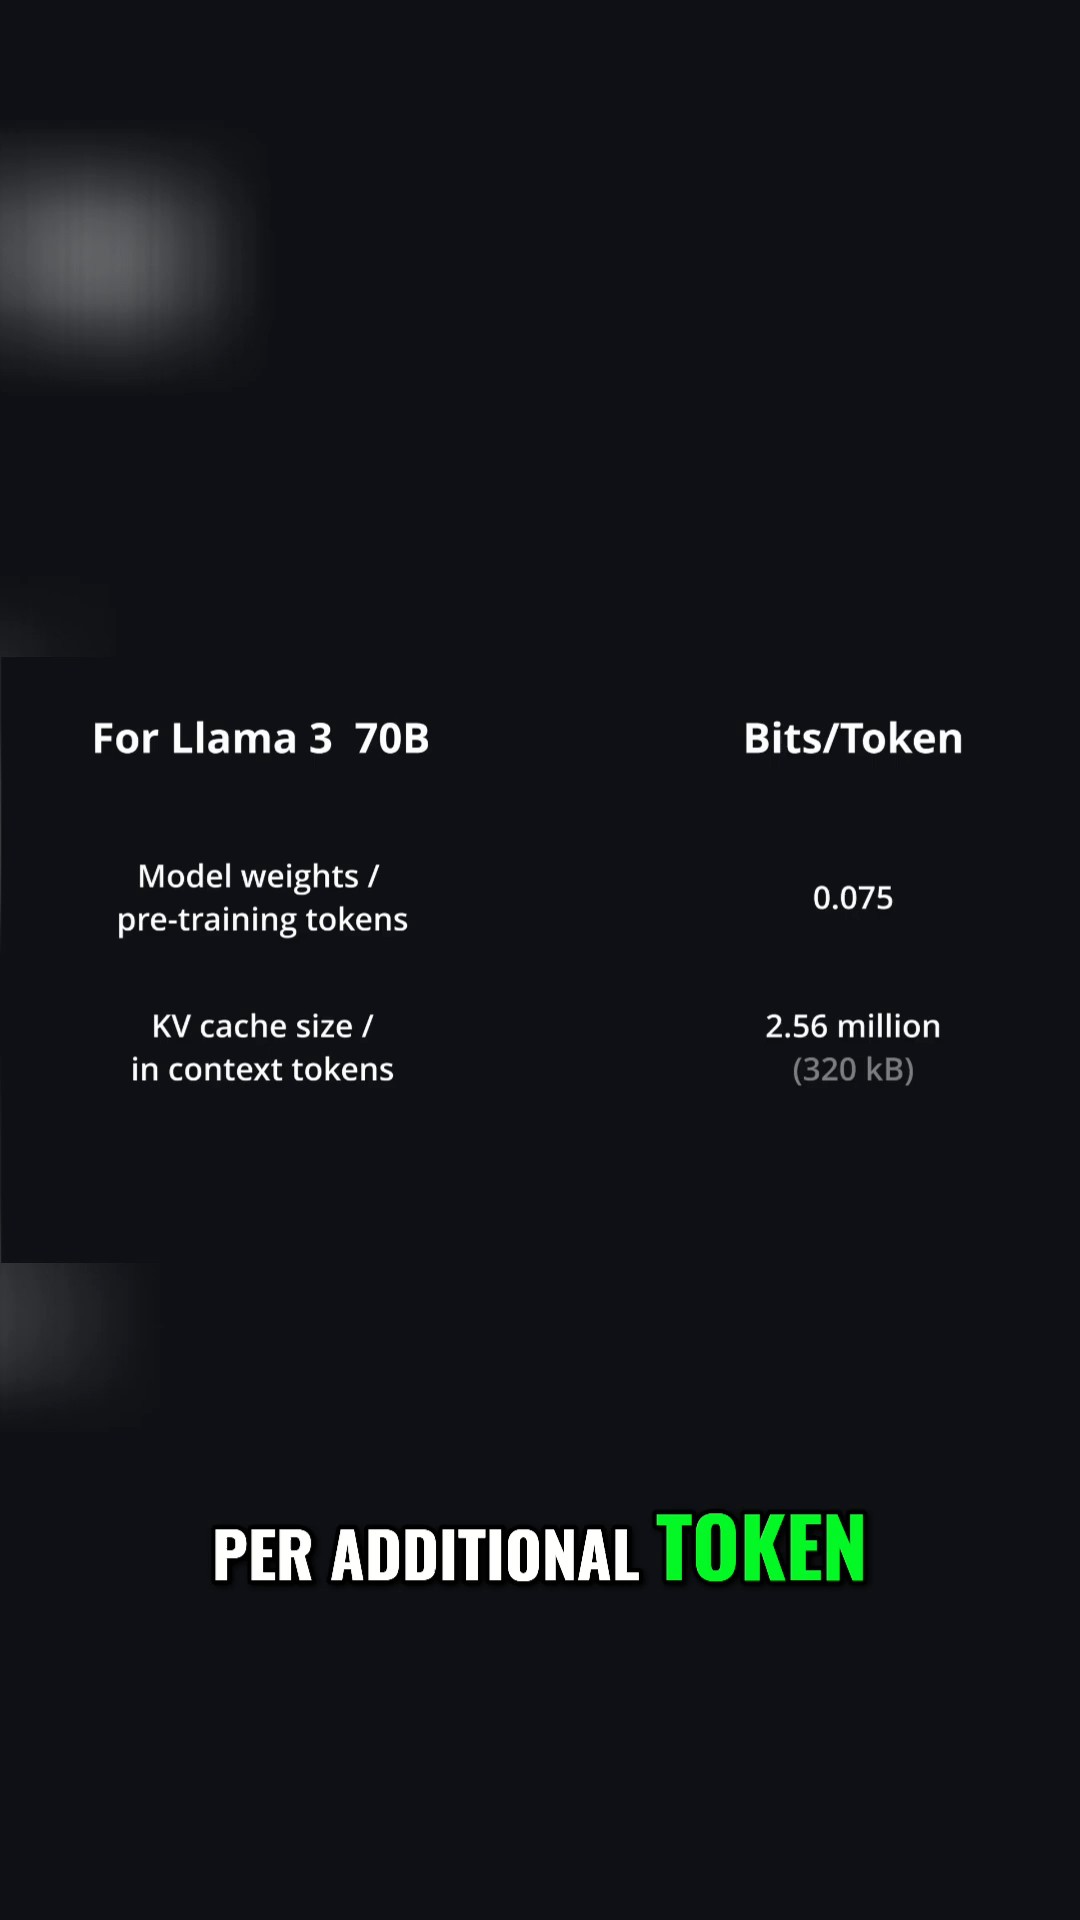 For Llama 3 70B
Bits/Token
Model weights /
pre-training tokens
0.075
KV cache size /
in context tokens
2.56 million
(320 kB)
PER ADDITIONAL TOKEN